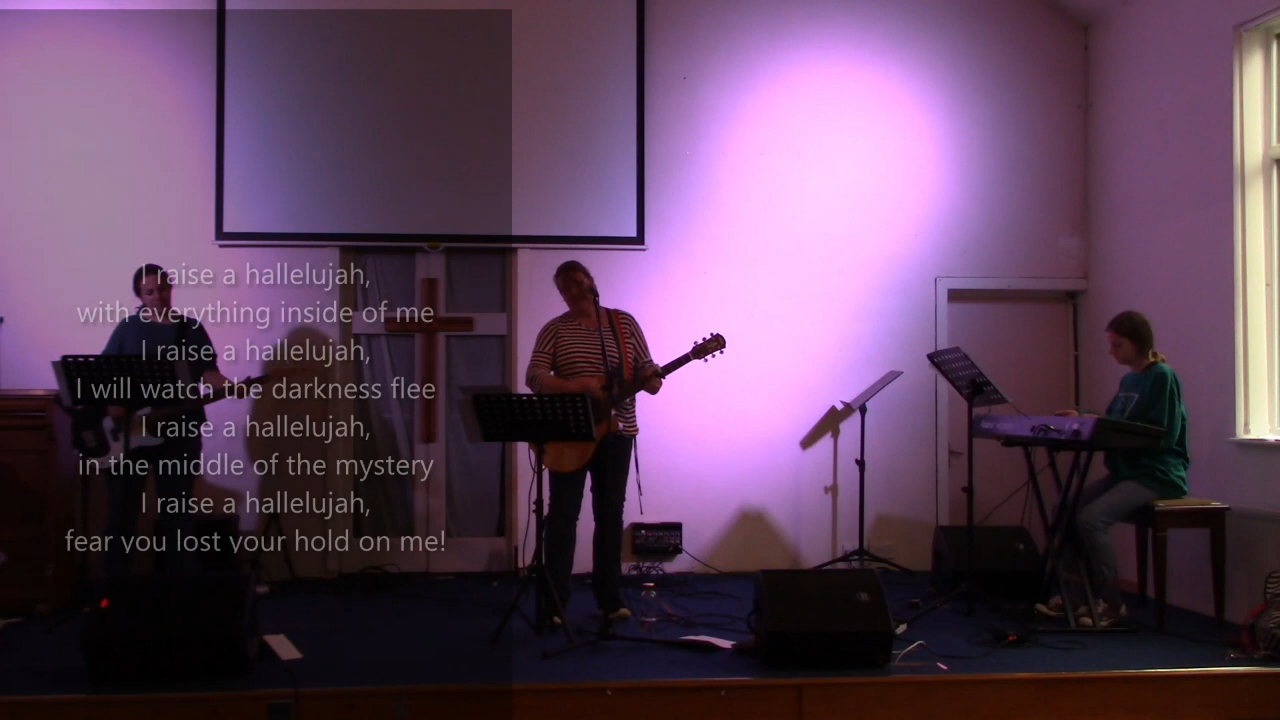 I raise a hallelujah,
with everything inside of me
I raise a hallelujah,
I will watch the darkness flee
I raise a hallelujah,
in the middle of the mystery
I raise a hallelujah,
fear you lost your hold on me!